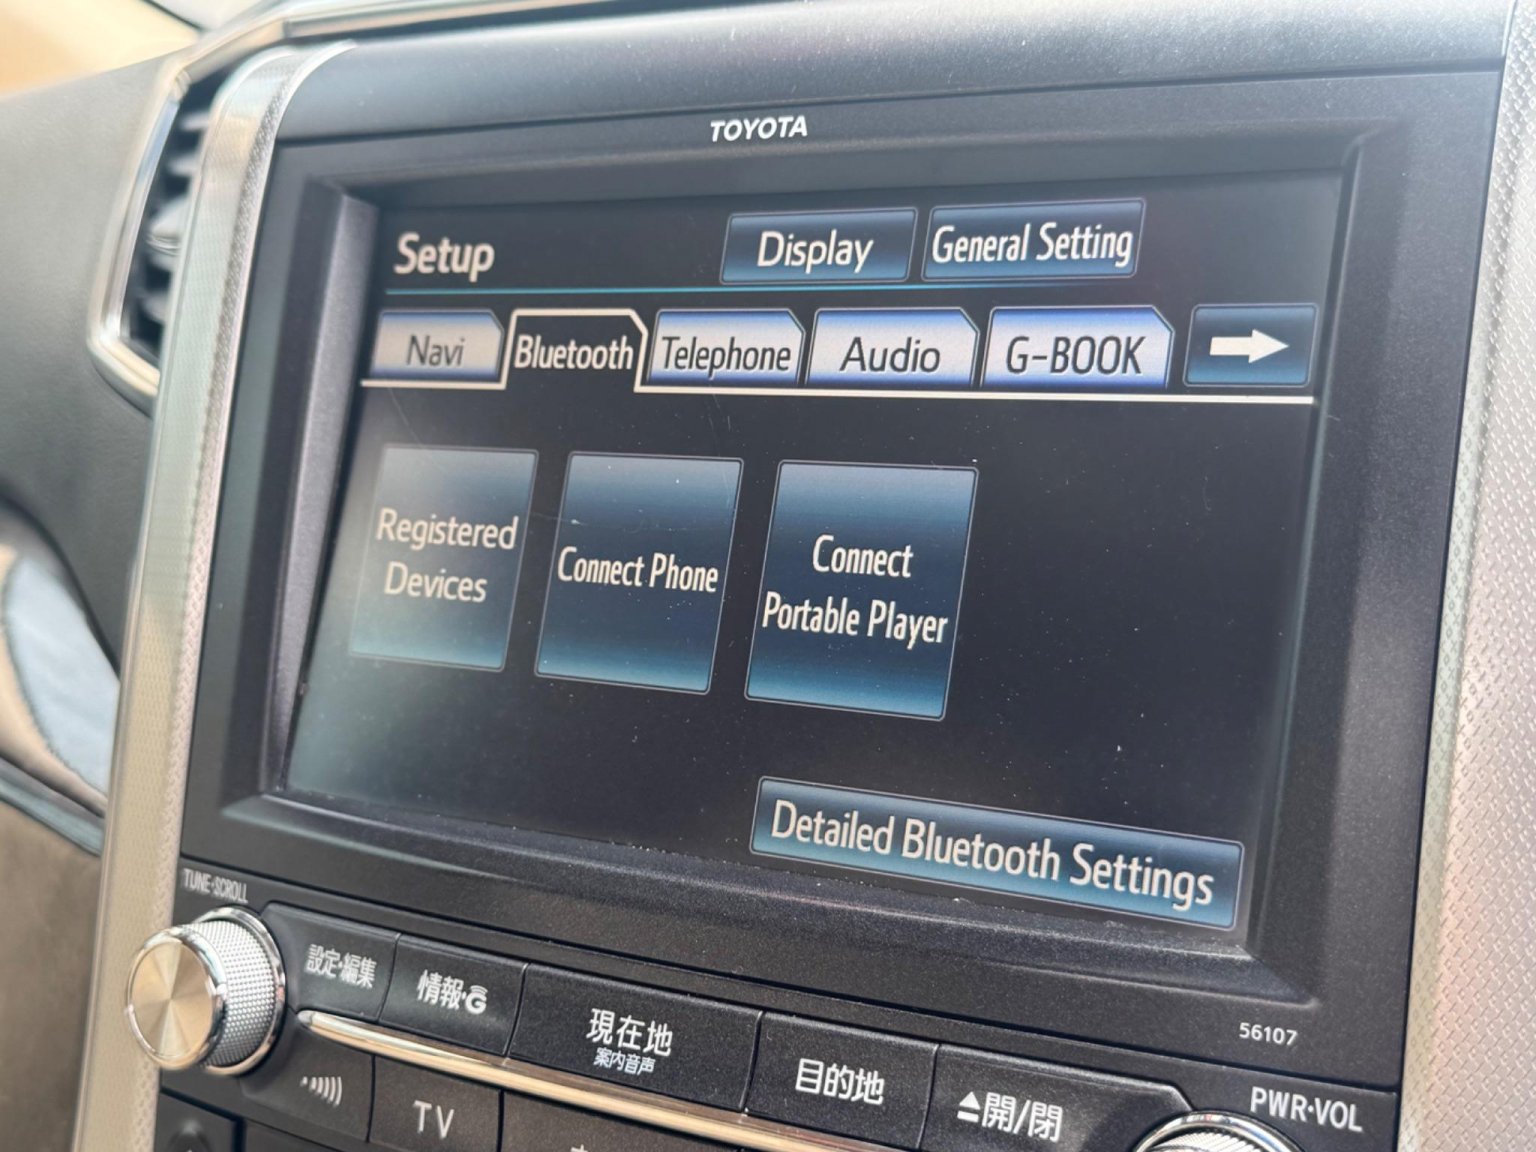 TOYOTA
Setup
Display
General Setting
Navi
Bluetooth
Telephone
Audio
G-BOOK
Registered
Devices
Connect Phone
Connect
Portable Player
Detailed Bluetooth Settings
TUNE·SCROLL
設定·編集
情報·G
現在地
案内音声
目的地
開/閉
56107
PWR·VOL
TV